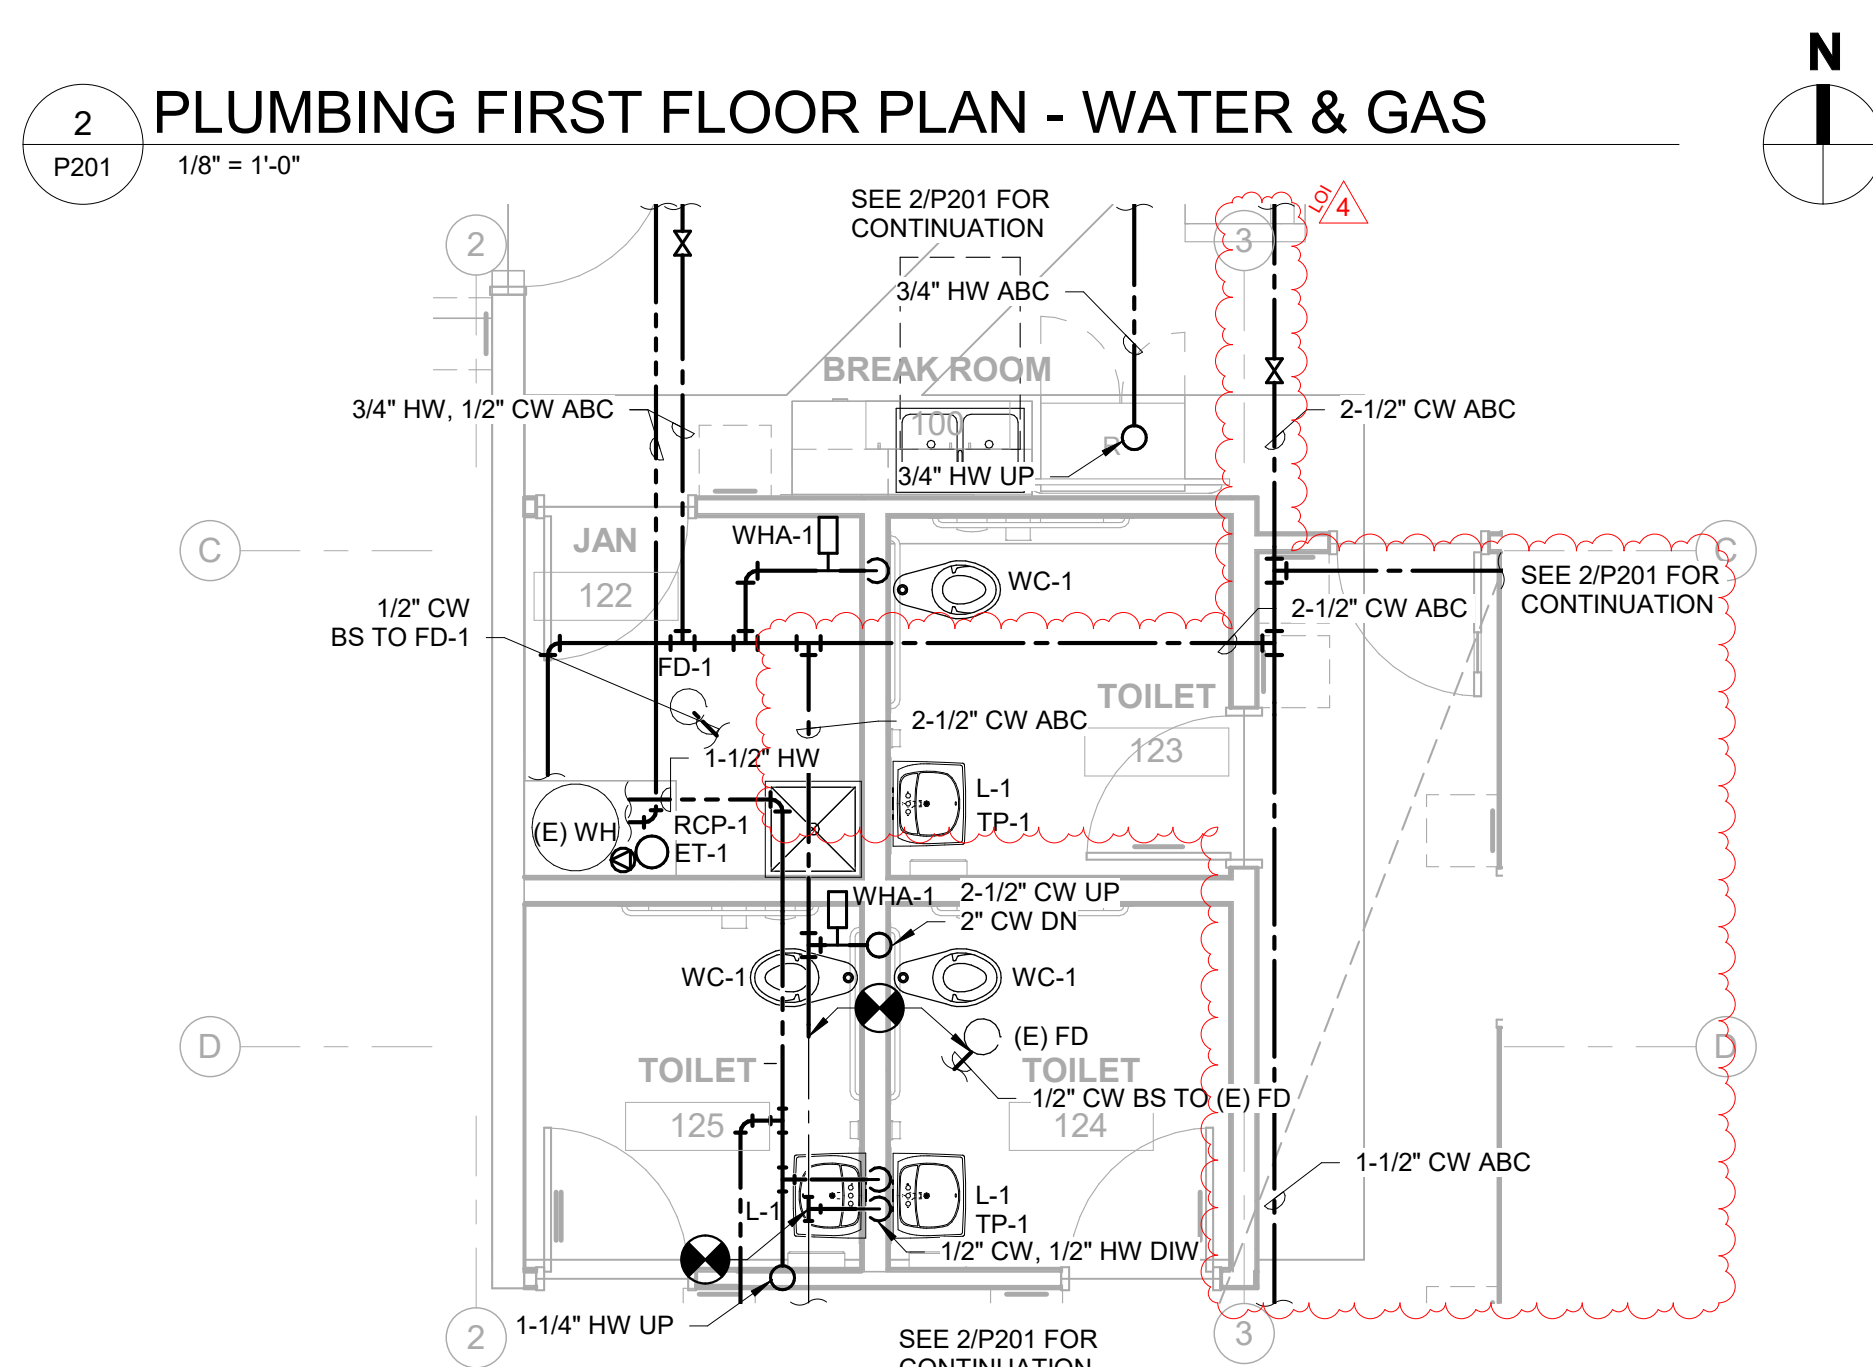 N
2
P201
PLUMBING FIRST FLOOR PLAN - WATER & GAS
1/8" = 1'-0"
SEE 2/P201 FOR
CONTINUATION
LOI
4
2
3
3/4" HW ABC
BREAK ROOM
100
3/4" HW, 1/2" CW ABC
2-1/2" CW ABC
R
3/4" HW UP
WHA-1
JAN
122
C
C
WC-1
SEE 2/P201 FOR
CONTINUATION
1/2" CW
BS TO FD-1
2-1/2" CW ABC
FD-1
TOILET
123
2-1/2" CW ABC
1-1/2" HW
L-1
TP-1
(E) WH
RCP-1
ET-1
WHA-1
2-1/2" CW UP
2" CW DN
WC-1
WC-1
D
D
(E) FD
TOILET
125
TOILET
124
1/2" CW BS TO (E) FD
1-1/2" CW ABC
L-1
L-1
TP-1
1/2" CW, 1/2" HW DIW
1-1/4" HW UP
2
3
SEE 2/P201 FOR
CONTINUATION